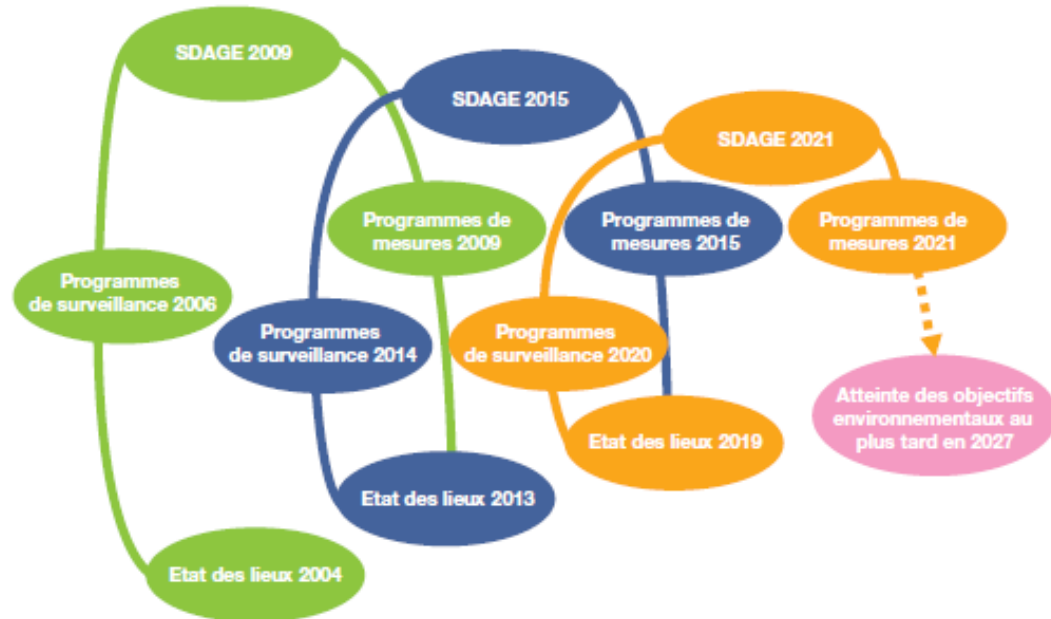 SDAGE 2009
SDAGE 2015
SDAGE 2021
Programmes de
mesures 2009
Programmes de
mesures 2015
Programmes de
mesures 2021
Programmes
de surveillance 2006
Programmes
de surveillance 2014
Programmes
de surveillance 2020
Atteinte des objectifs
environnementaux au
plus tard en 2027
Etat des lieux 2019
Etat des lieux 2013
Etat des lieux 2004